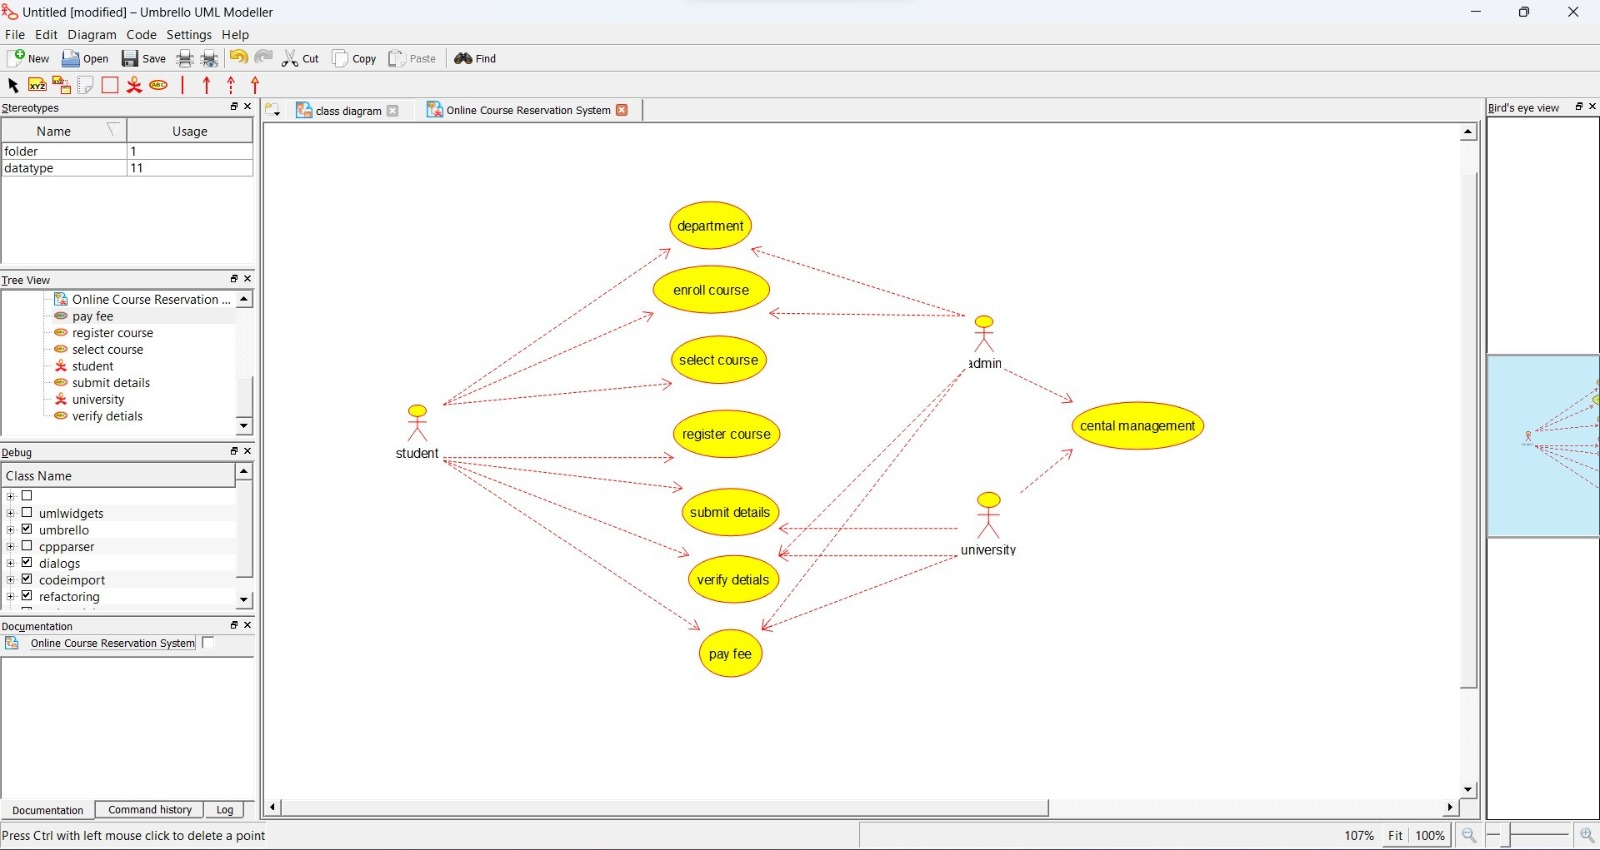 Untitled [modified] – Umbrello UML Modeller
File Edit Diagram Code Settings Help
New Open Save Cut Copy Paste Find
XYZ ABC
Stereotypes
Name Usage
folder 1
datatype 11
Tree View
Online Course Reservation ...
pay fee
register course
select course
student
submit details
university
verify detials
Debug
Class Name
umlwidgets
umbrello
cppparser
dialogs
codeimport
refactoring
Documentation
Online Course Reservation System
Documentation Command history Log
Press Ctrl with left mouse click to delete a point
class diagram Online Course Reservation System
department
enroll course
select course
register course
submit details
verify detials
pay fee
student
admin
university
cental management
Bird's eye view
107% Fit 100%